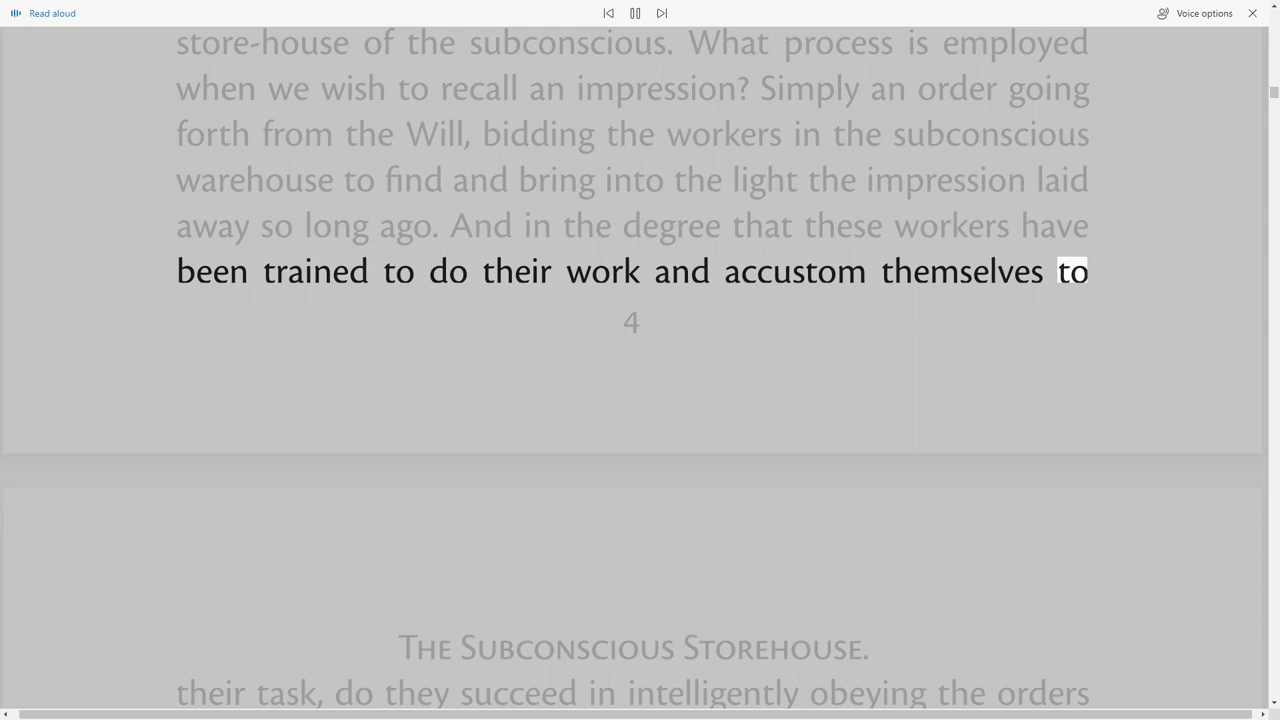 Read aloud
Voice options
store-house of the subconscious. What process is employed
when we wish to recall an impression? Simply an order going
forth from the Will, bidding the workers in the subconscious
warehouse to find and bring into the light the impression laid
away so long ago. And in the degree that these workers have
been trained to do their work and accustom themselves to
4
The Subconscious Storehouse.
their task, do they succeed in intelligently obeying the orders